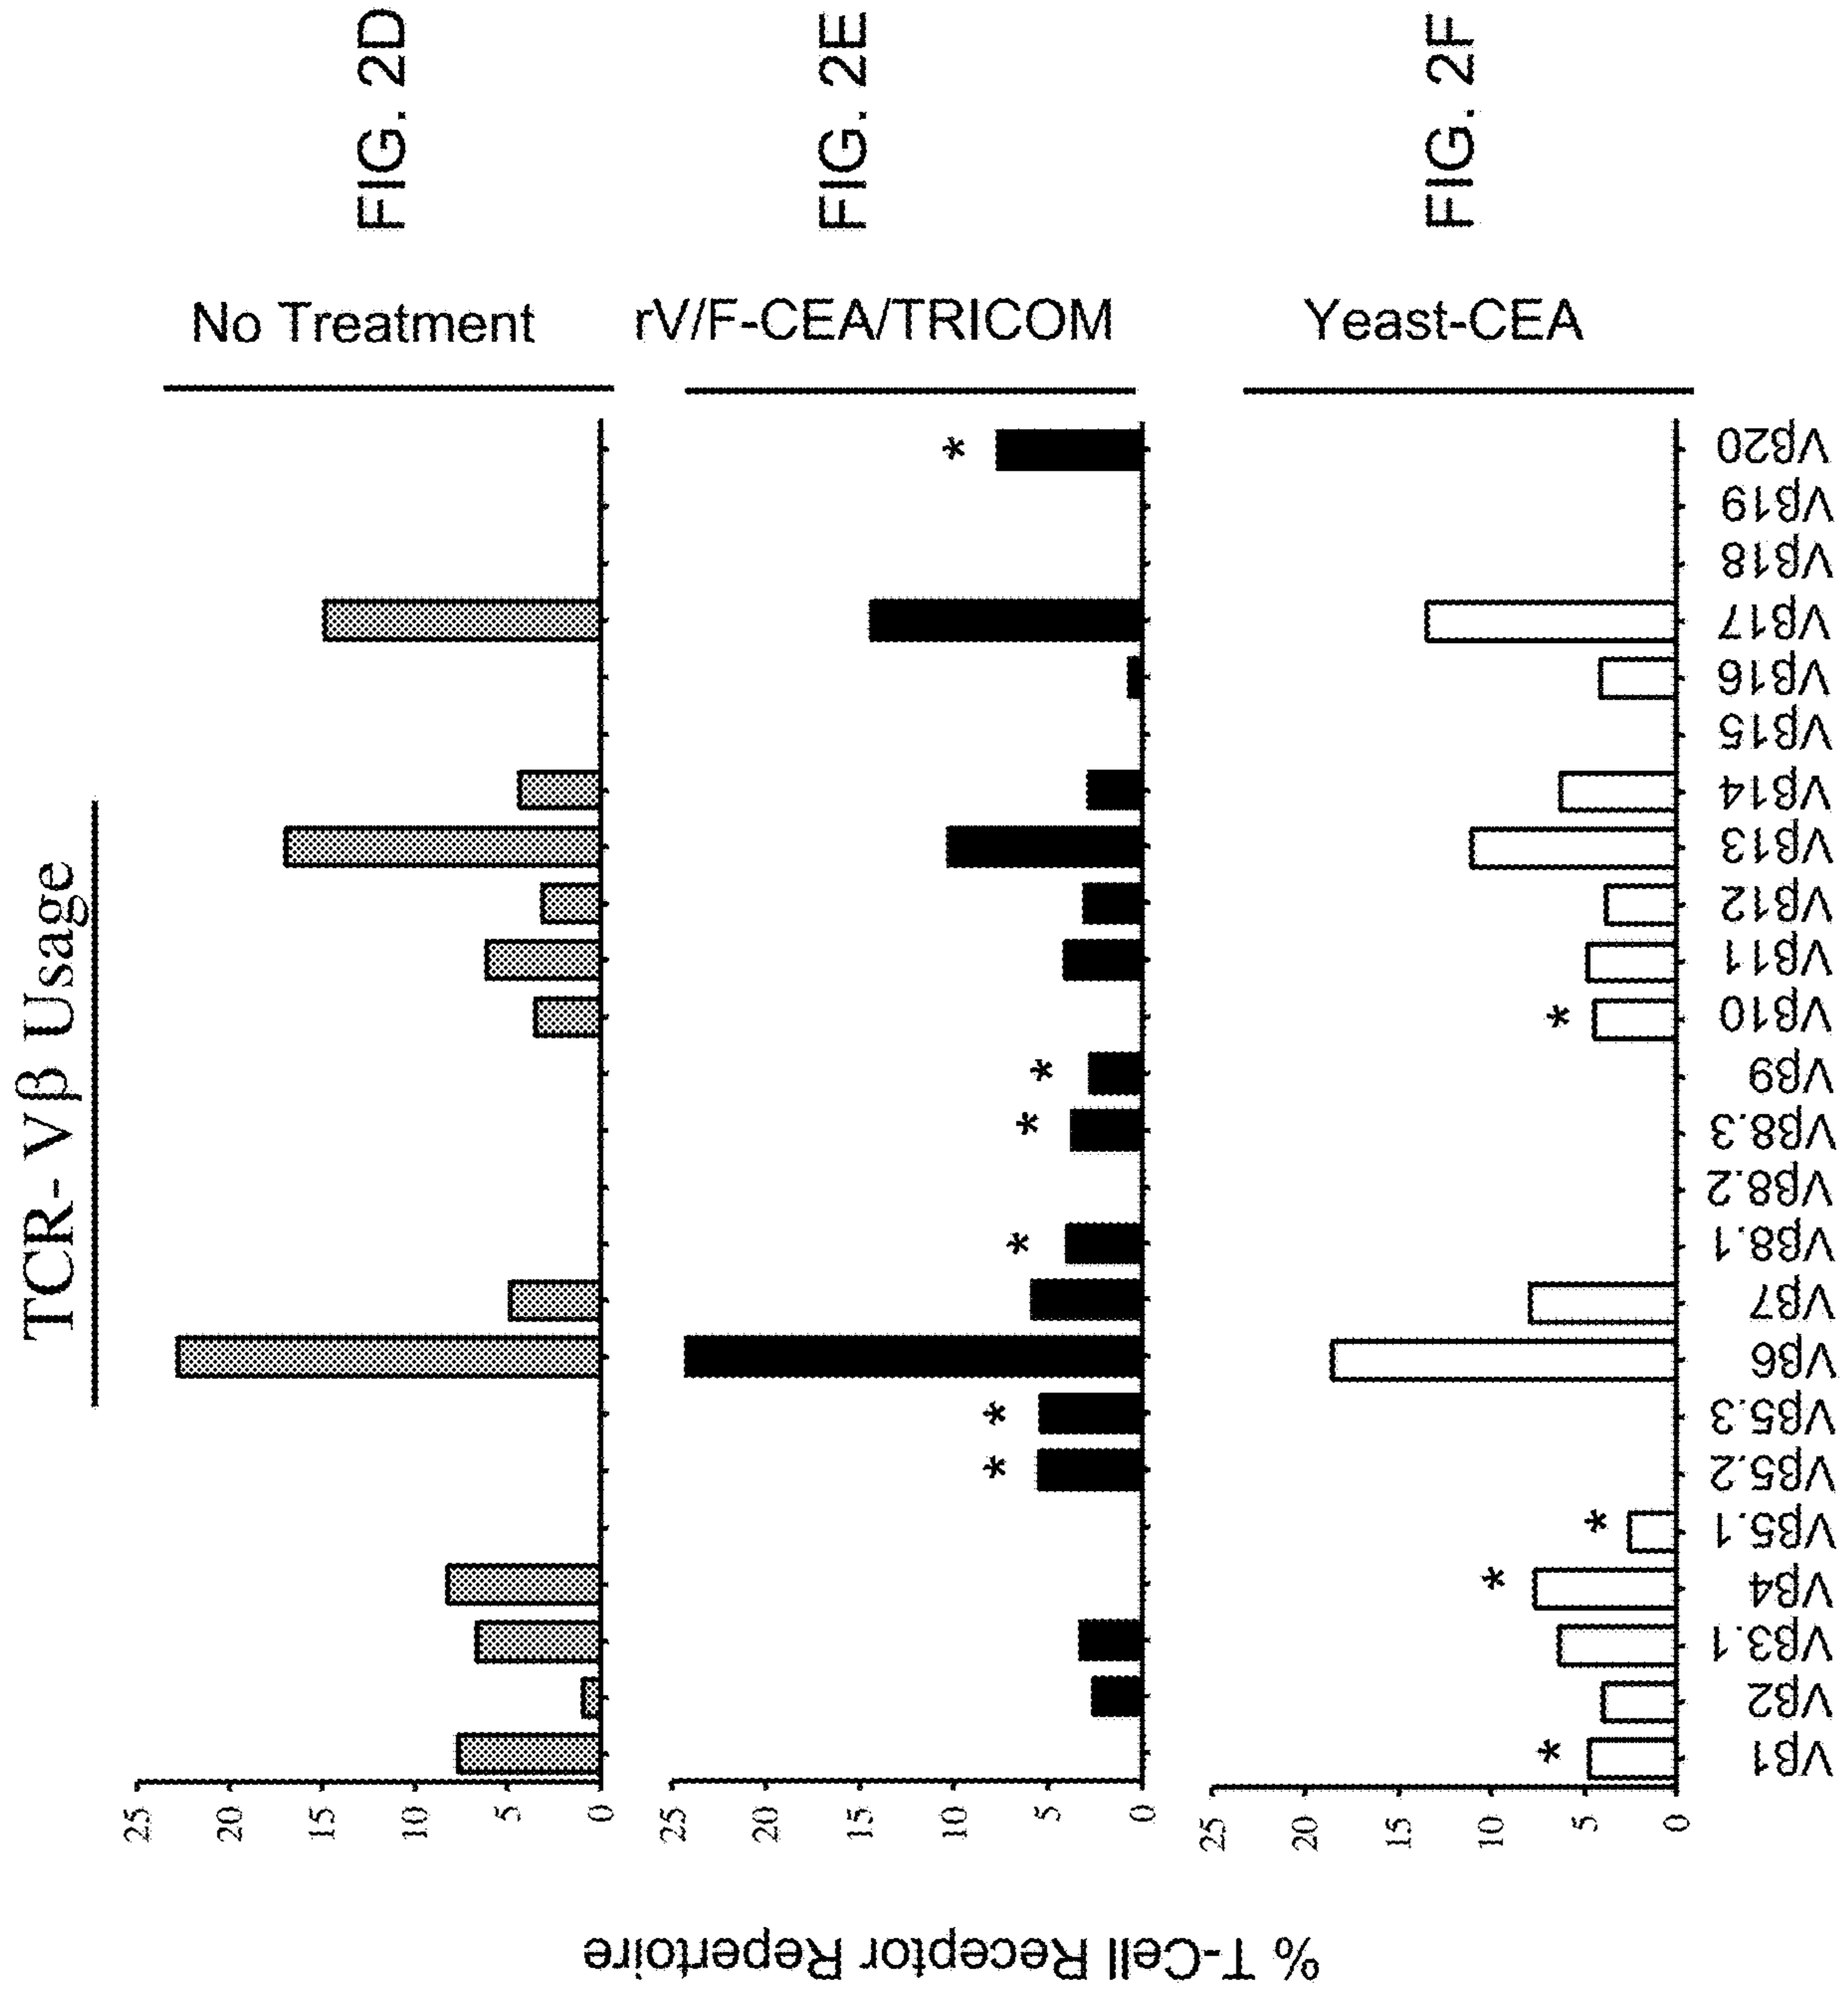 TCR- Vβ Usage
% T-Cell Receptor Repertoire
25
20
15
10
5
0
No Treatment
FIG. 2D
25
20
15
10
5
0
*
*
*
*
*
*
rV/F-CEA/TRICOM
FIG. 2E
25
20
15
10
5
0
*
*
*
*
Yeast-CEA
FIG. 2F
Vβ1
Vβ2
Vβ3.1
Vβ4
Vβ5.1
Vβ5.2
Vβ5.3
Vβ6
Vβ7
Vβ8.1
Vβ8.2
Vβ8.3
Vβ9
Vβ10
Vβ11
Vβ12
Vβ13
Vβ14
Vβ15
Vβ16
Vβ17
Vβ18
Vβ19
Vβ20